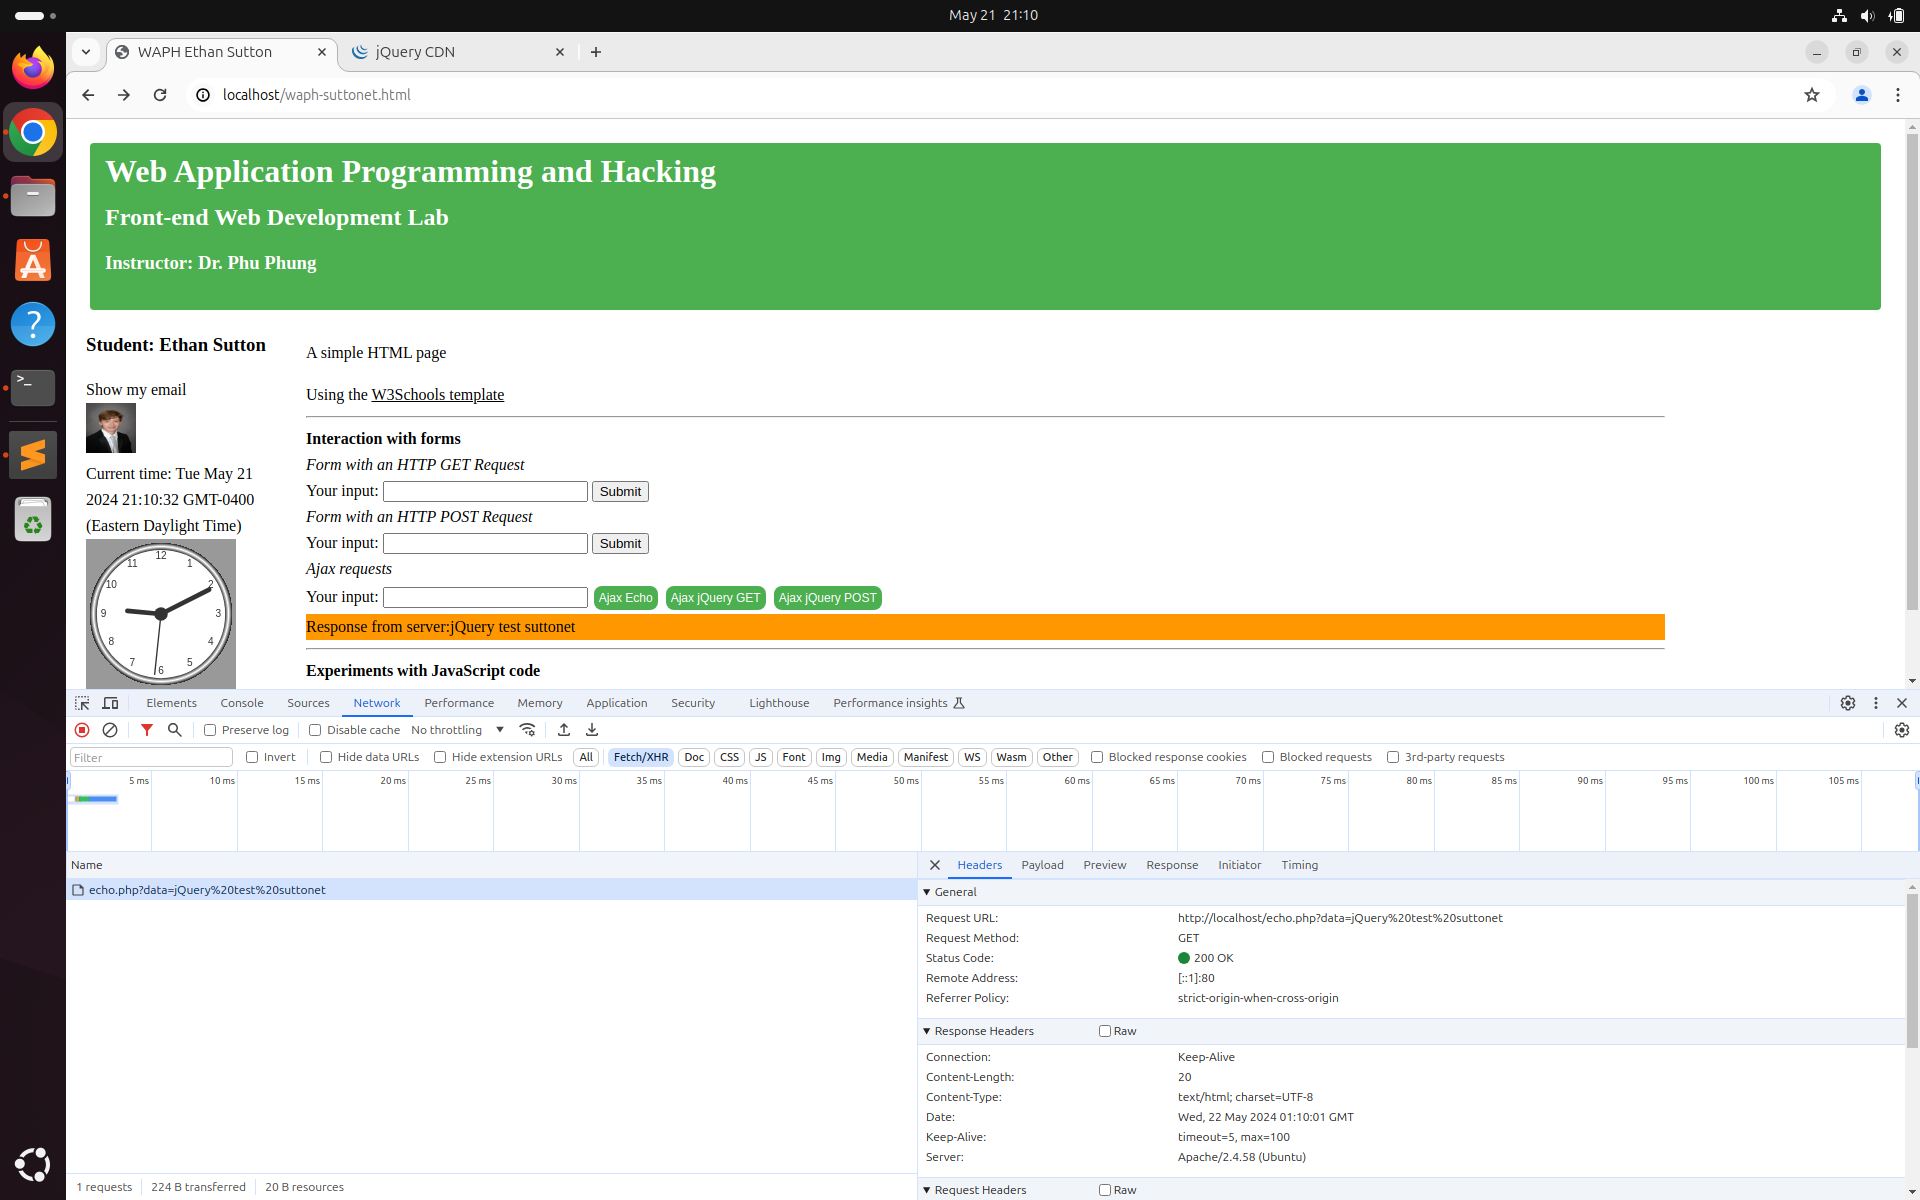 May 21 21:10
WAPH Ethan Sutton
jQuery CDN
localhost/waph-suttonet.html
Web Application Programming and Hacking
Front-end Web Development Lab
Instructor: Dr. Phu Phung
Student: Ethan Sutton
Show my email
Current time: Tue May 21
2024 21:10:32 GMT-0400
(Eastern Daylight Time)
12
11 1
10 2
9 3
8 4
7 5
6
A simple HTML page
Using the W3Schools template
Interaction with forms
Form with an HTTP GET Request
Your input: Submit
Form with an HTTP POST Request
Your input: Submit
Ajax requests
Your input: Ajax Echo Ajax jQuery GET Ajax jQuery POST
Response from server:jQuery test suttonet
Experiments with JavaScript code
Elements Console Sources Network Performance Memory Application Security Lighthouse Performance insights
Preserve log Disable cache No throttling
Filter Invert Hide data URLs Hide extension URLs All Fetch/XHR Doc CSS JS Font Img Media Manifest WS Wasm Other Blocked response cookies Blocked requests 3rd-party requests
5 ms 10 ms 15 ms 20 ms 25 ms 30 ms 35 ms 40 ms 45 ms 50 ms 55 ms 60 ms 65 ms 70 ms 75 ms 80 ms 85 ms 90 ms 95 ms 100 ms 105 ms
Name
echo.php?data=jQuery%20test%20suttonet
1 requests 224 B transferred 20 B resources
Headers Payload Preview Response Initiator Timing
General
Request URL: http://localhost/echo.php?data=jQuery%20test%20suttonet
Request Method: GET
Status Code: 200 OK
Remote Address: [::1]:80
Referrer Policy: strict-origin-when-cross-origin
Response Headers Raw
Connection: Keep-Alive
Content-Length: 20
Content-Type: text/html; charset=UTF-8
Date: Wed, 22 May 2024 01:10:01 GMT
Keep-Alive: timeout=5, max=100
Server: Apache/2.4.58 (Ubuntu)
Request Headers Raw